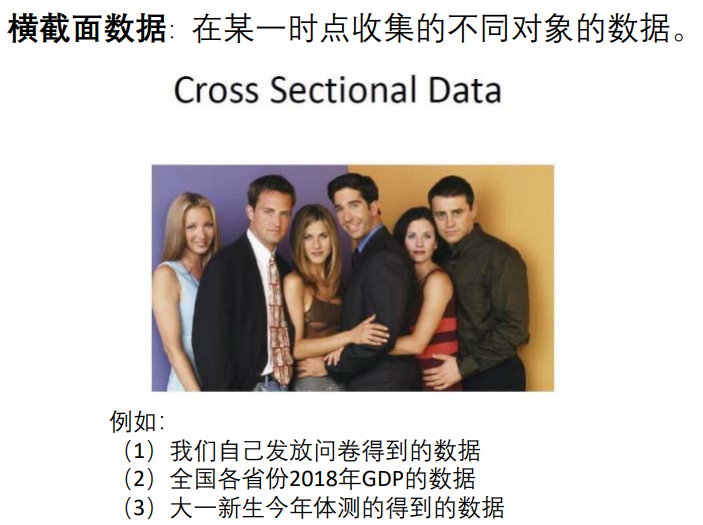 横截面数据：在某一时点收集的不同对象的数据。
Cross Sectional Data
例如：
（1）我们自己发放问卷得到的数据
（2）全国各省份2018年GDP的数据
（3）大一新生今年体测的得到的数据